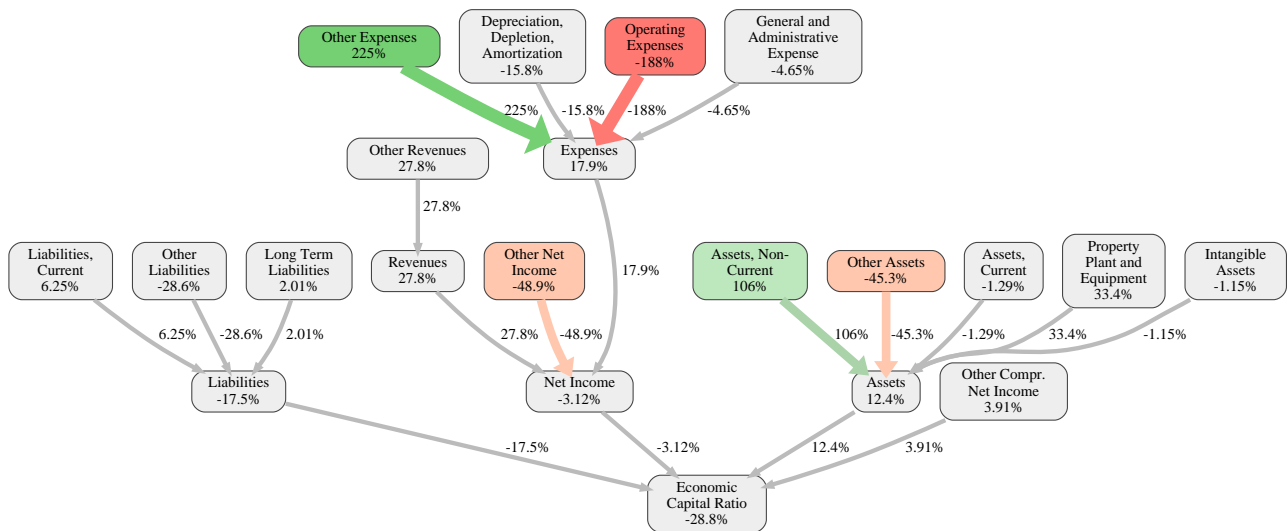 Other Expenses
225%
Depreciation,
Depletion,
Amortization
-15.8%
Operating
Expenses
-188%
General and
Administrative
Expense
-4.65%
225%
-15.8%
-188%
-4.65%
Other Revenues
27.8%
Expenses
17.9%
27.8%
Liabilities,
Current
6.25%
Other
Liabilities
-28.6%
Long Term
Liabilities
2.01%
Revenues
27.8%
Other Net
Income
-48.9%
17.9%
Assets, Non-
Current
106%
Other Assets
-45.3%
Assets,
Current
-1.29%
Property
Plant and
Equipment
33.4%
Intangible
Assets
-1.15%
6.25%
-28.6%
2.01%
27.8%
-48.9%
106%
-45.3%
-1.29%
33.4%
-1.15%
Liabilities
-17.5%
Net Income
-3.12%
Assets
12.4%
Other Compr.
Net Income
3.91%
-17.5%
-3.12%
12.4%
3.91%
Economic
Capital Ratio
-28.8%